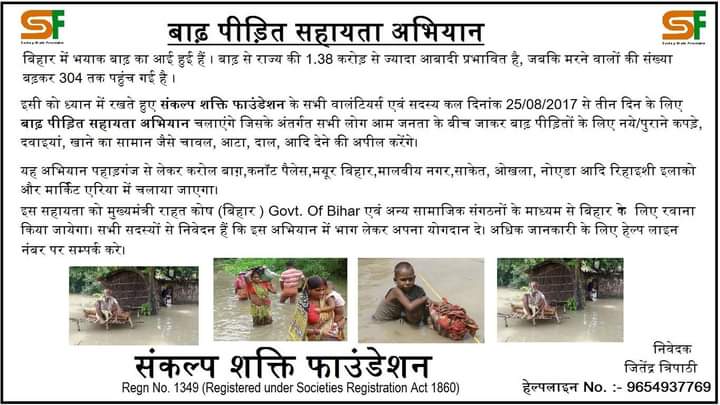 बाढ़ पीड़ित सहायता अभियान
SF
SF
बिहार में भयाक बाढ़ का आई हुई हैं। बाढ़ से राज्य की 1.38 करोड़ से ज्यादा आबादी प्रभावित है, जबकि मरने वालों की संख्या
बढ़कर 304 तक पहुंच गई है।
इसी को ध्यान में रखते हुए संकल्प शक्ति फाउंडेशन के सभी वालंटियर्स एवं सदस्य कल दिनांक 25/08/2017 से तीन दिन के लिए
बाढ़ पीड़ित सहायता अभियान चलाएंगे जिसके अंतर्गत सभी लोग आम जनता के बीच जाकर बाढ़ पीड़ितों के लिए नये/पुराने कपड़े,
दवाइयां, खाने का सामान जैसे चावल, आटा, दाल, आदि देने की अपील करेंगे।
यह अभियान पहाड़गंज से लेकर करोल बाग़,कनॉट पैलेस,मयूर विहार,मालवीय नगर,साकेत, ओखला, नोएडा आदि रिहाइशी इलाको
और मार्किट एरिया में चलाया जाएगा।
इस सहायता को मुख्यमंत्री राहत कोष (बिहार ) Govt. Of Bihar एवं अन्य सामाजिक संगठनों के माध्यम से बिहार के लिए रवाना
किया जायेगा। सभी सदस्यों से निवेदन हैं कि इस अभियान में भाग लेकर अपना योगदान दे। अधिक जानकारी के लिए हेल्प लाइन
नंबर पर सम्पर्क करे।
संकल्प शक्ति फाउंडेशन
Regn No. 1349 (Registered under Societies Registration Act 1860)
निवेदक
जितेंद्र त्रिपाठी
हेल्पलाइन No. :- 9654937769